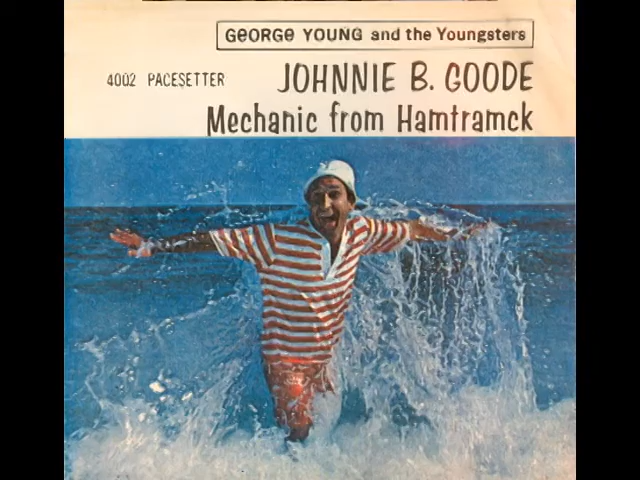 GEORGE YOUNG and the Youngsters
4002 PACESETTER
JOHNNIE B. GOODE
Mechanic from Hamtramck